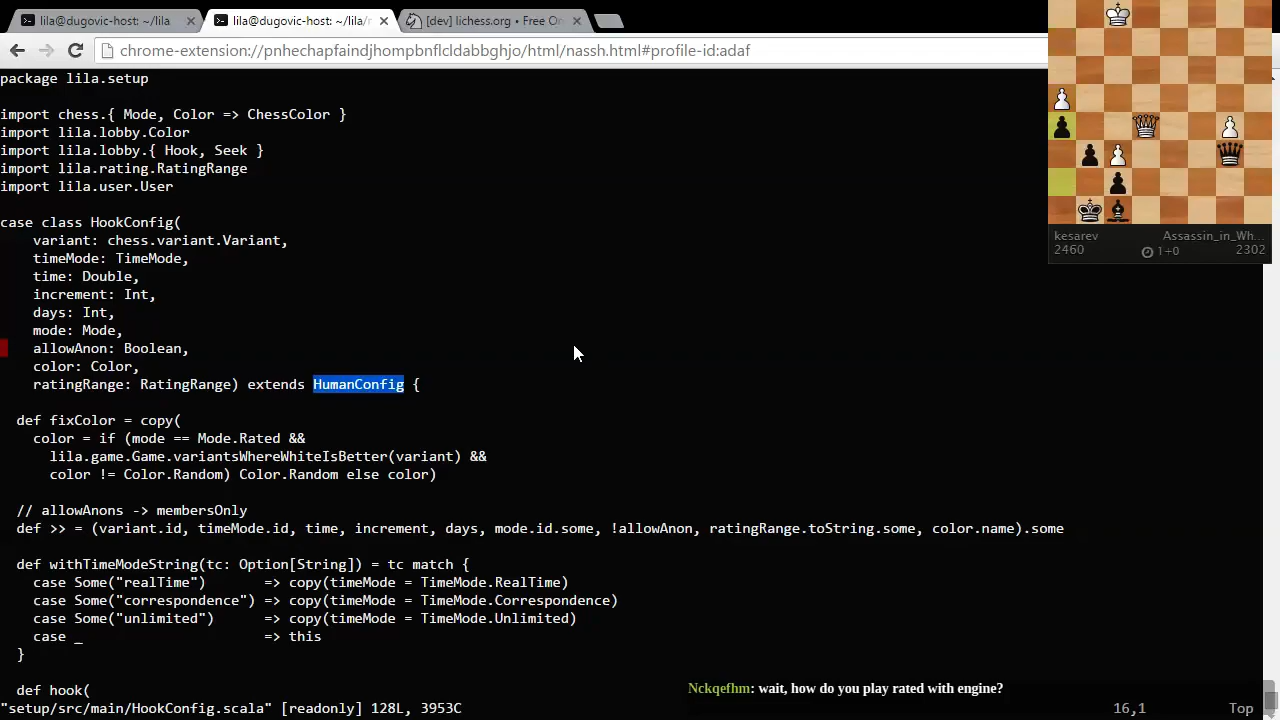 lila@dugovic-host: ~/lila
lila@dugovic-host: ~/lila/r
[dev] lichess.org • Free On
chrome-extension://pnhechapfaindjhompbnflcldabbghjo/html/nassh.html#profile-id:adaf
package lila.setup
import chess.{ Mode, Color => ChessColor }
import lila.lobby.Color
import lila.lobby.{ Hook, Seek }
import lila.rating.RatingRange
import lila.user.User
case class HookConfig(
variant: chess.variant.Variant,
timeMode: TimeMode,
time: Double,
increment: Int,
days: Int,
mode: Mode,
allowAnon: Boolean,
color: Color,
ratingRange: RatingRange) extends HumanConfig {
def fixColor = copy(
color = if (mode == Mode.Rated &&
lila.game.Game.variantsWhereWhiteIsBetter(variant) &&
color != Color.Random) Color.Random else color)
// allowAnons -> membersOnly
def >> = (variant.id, timeMode.id, time, increment, days, mode.id.some, !allowAnon, ratingRange.toString.some, color.name).some
def withTimeModeString(tc: Option[String]) = tc match {
case Some("realTime") => copy(timeMode = TimeMode.RealTime)
case Some("correspondence") => copy(timeMode = TimeMode.Correspondence)
case Some("unlimited") => copy(timeMode = TimeMode.Unlimited)
case _ => this
}
def hook(
"setup/src/main/HookConfig.scala" [readonly] 128L, 3953C
16,1
Top
kesarev
Assassin_in_Wh...
2460
1+0
2302
Nckqefhm: wait, how do you play rated with engine?